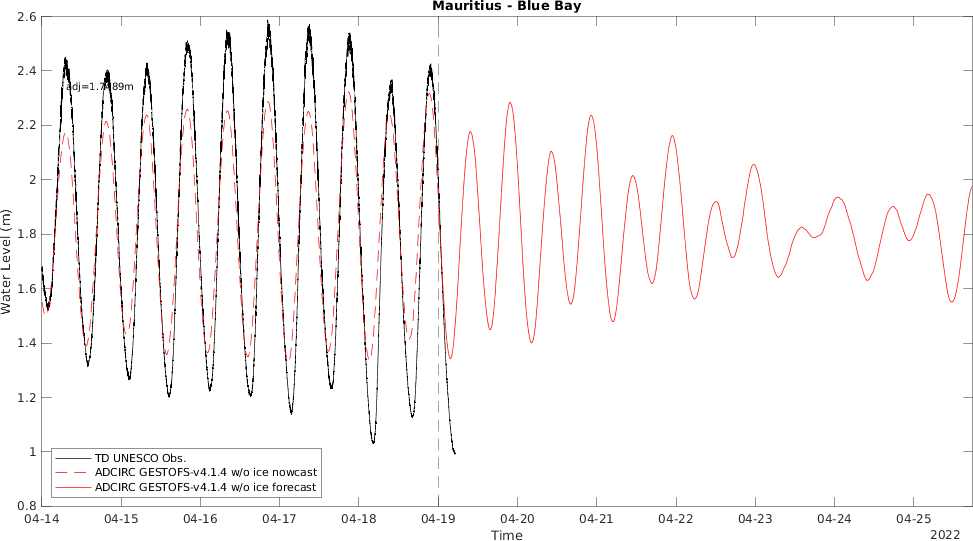 Mauritius - Blue Bay
2.6
2.4
2.2
2
1.8
1.6
1.4
1.2
1
0.8
Water Level (m)
TD UNESCO Obs.
ADCIRC GESTOFS-v4.1.4 w/o ice nowcast
ADCIRC GESTOFS-v4.1.4 w/o ice forecast
04-14 04-15 04-16 04-17 04-18 04-19 04-20 04-21 04-22 04-23 04-24 04-25
Time
2022